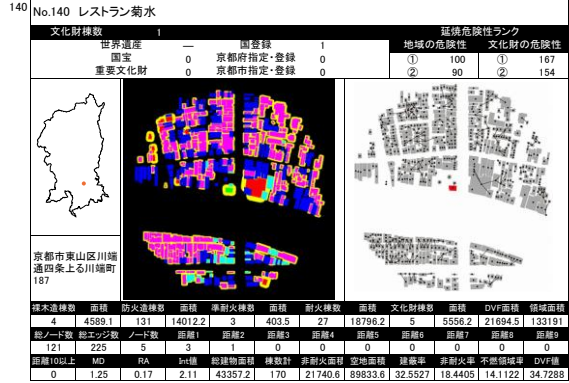 140
No.140 レストラン菊水
文化財棟数 1 延焼危険性ランク
世界遺産 — 国登録 1 地域の危険性 文化財の危険性
国宝 0 京都府指定・登録 0 ① 100 ① 167
重要文化財 0 京都市指定・登録 0 ② 90 ② 154
京都市東山区川端
通四条上る川端町
187
裸木造棟数 面積 防火造棟数 面積 準耐火棟数 面積 耐火棟数 面積 文化財棟数 面積 DVF面積 領域面積
4 4589.1 131 14012.2 3 403.5 27 18796.2 5 5556.2 21694.5 133191
総ノード数 総エッジ数 ノード数 距離1 距離2 距離3 距離4 距離5 距離6 距離7 距離8 距離9
121 225 5 3 1 0 0 0 0 0 0 0
距離10以上 MD RA Int値 総建物面積 棟数計 非耐火面積 空地面積 建蔽率 非耐火率 不燃領域率 DVF値
0 1.25 0.17 2.11 43357.2 170 21740.6 89833.6 32.5527 18.4405 14.1122 34.7288